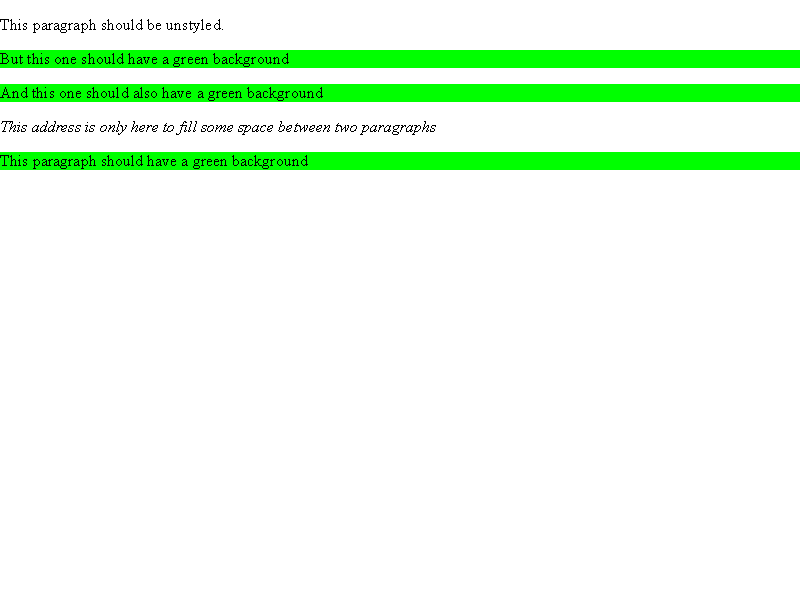 This paragraph should be unstyled.
But this one should have a green background
And this one should also have a green background
This address is only here to fill some space between two paragraphs
This paragraph should have a green background